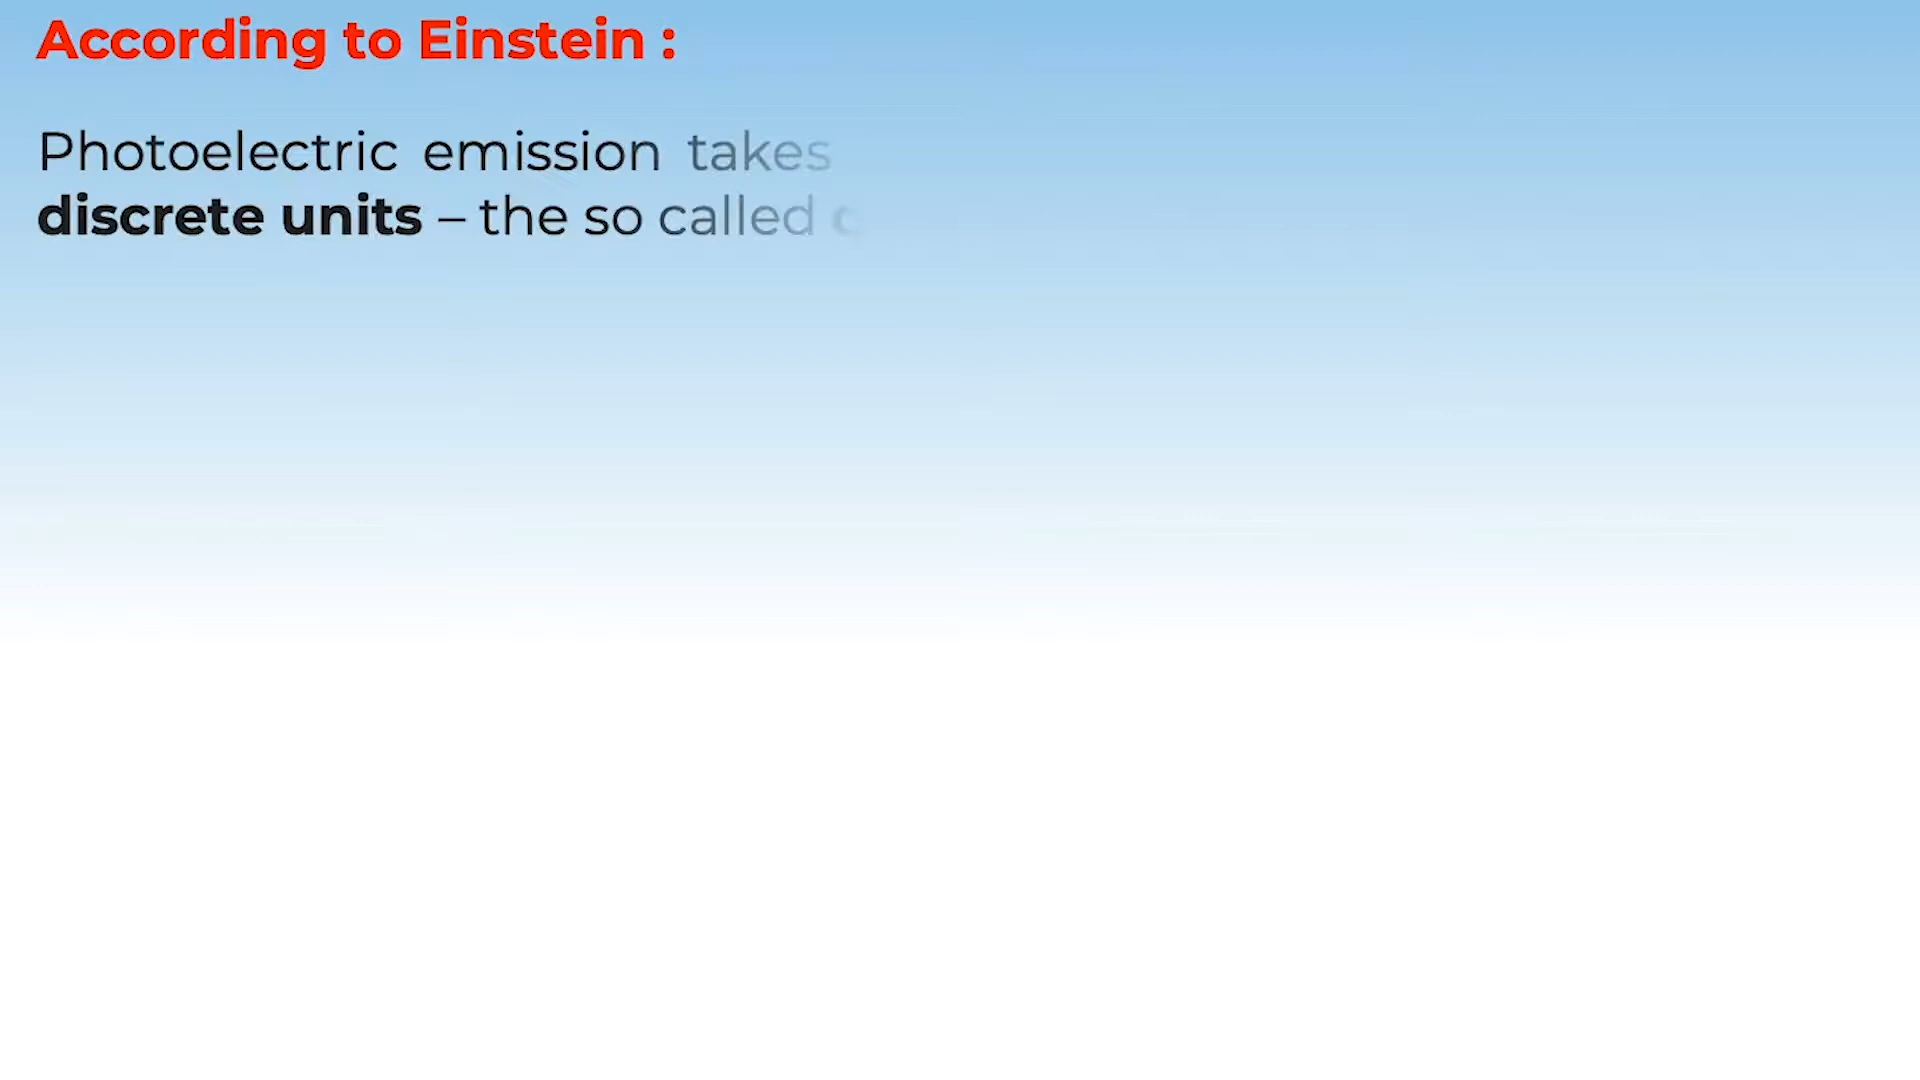 According to Einstein :
Photoelectric emission takes
discrete units – the so called